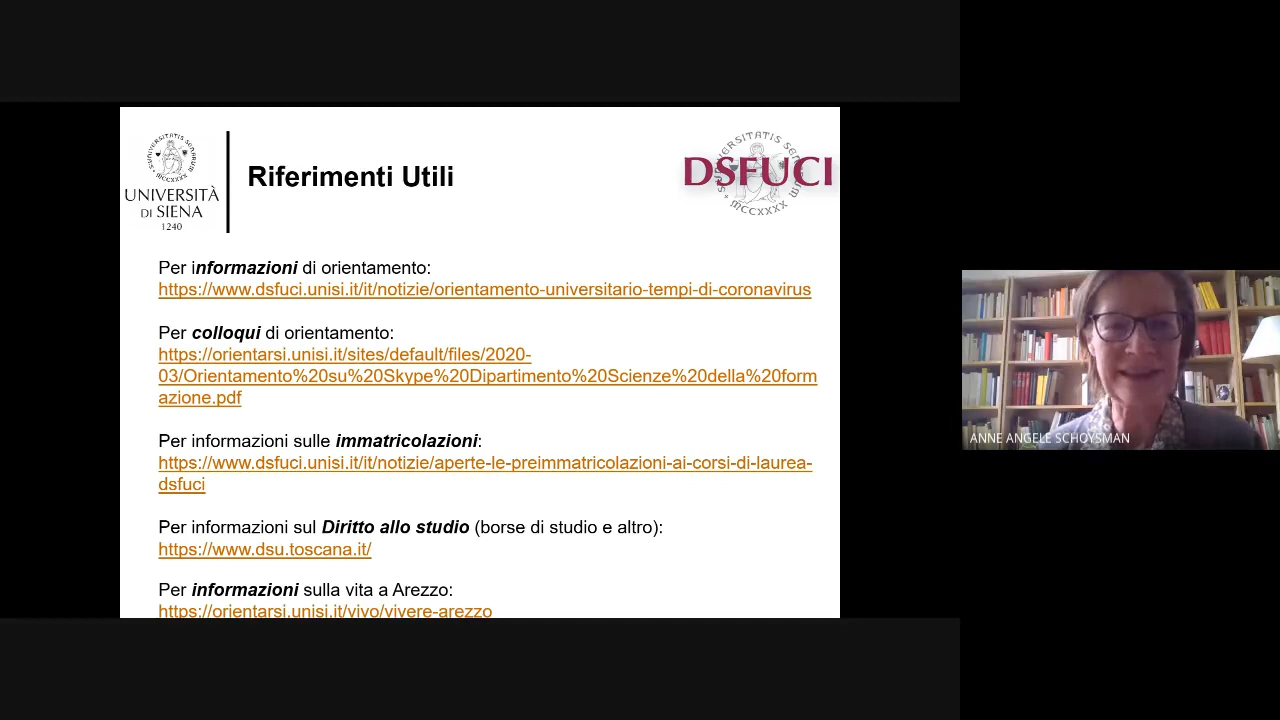 UNIVERSITÀ
DI SIENA
1240
Riferimenti Utili
DSFUCI
MCCXXXX
Per informazioni di orientamento:
https://www.dsfuci.unisi.it/it/notizie/orientamento-universitario-tempi-di-coronavirus
Per colloqui di orientamento:
https://orientarsi.unisi.it/sites/default/files/2020-
03/Orientamento%20su%20Skype%20Dipartimento%20Scienze%20della%20form
azione.pdf
Per informazioni sulle immatricolazioni:
https://www.dsfuci.unisi.it/it/notizie/aperte-le-preimmatricolazioni-ai-corsi-di-laurea-
dsfuci
Per informazioni sul Diritto allo studio (borse di studio e altro):
https://www.dsu.toscana.it/
Per informazioni sulla vita a Arezzo:
https://orientarsi.unisi.it/vivo/vivere-arezzo
ANNE ANGELE SCHOYSMAN